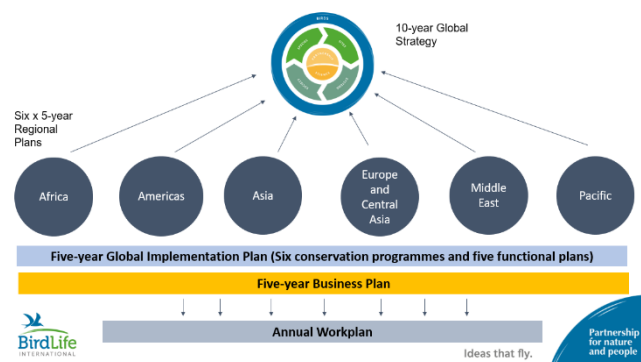 10-year Global
Strategy
BIRDS
Six x 5-year
Regional
Plans
Africa
Americas
Asia
Europe
and
Central
Asia
Middle
East
Pacific
Five-year Global Implementation Plan (Six conservation programmes and five functional plans)
Five-year Business Plan
Annual Workplan
BirdLife
INTERNATIONAL
Ideas that fly.
Partnership
for nature
and people